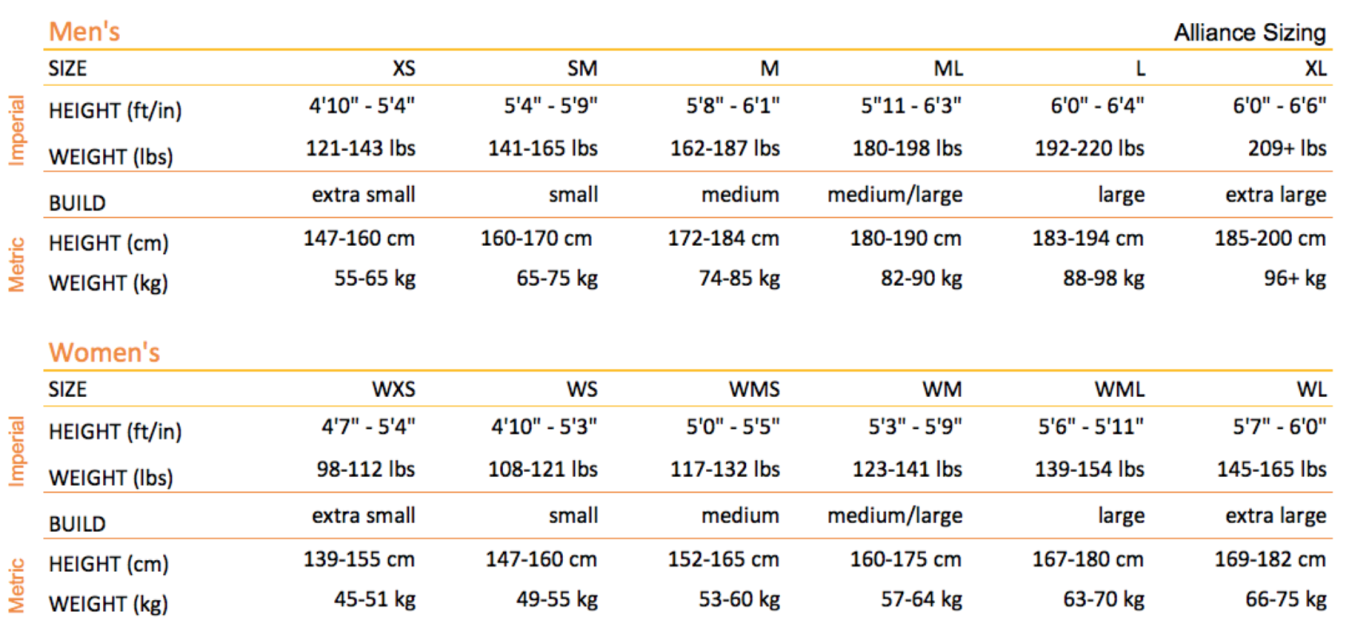 Men's Alliance Sizing
SIZE XS SM M ML L XL
Imperial
HEIGHT (ft/in) 4'10" - 5'4" 5'4" - 5'9" 5'8" - 6'1" 5"11 - 6'3" 6'0" - 6'4" 6'0" - 6'6"
WEIGHT (lbs) 121-143 lbs 141-165 lbs 162-187 lbs 180-198 lbs 192-220 lbs 209+ lbs
BUILD extra small small medium medium/large large extra large
Metric
HEIGHT (cm) 147-160 cm 160-170 cm 172-184 cm 180-190 cm 183-194 cm 185-200 cm
WEIGHT (kg) 55-65 kg 65-75 kg 74-85 kg 82-90 kg 88-98 kg 96+ kg
Women's
SIZE WXS WS WMS WM WML WL
Imperial
HEIGHT (ft/in) 4'7" - 5'4" 4'10" - 5'3" 5'0" - 5'5" 5'3" - 5'9" 5'6" - 5'11" 5'7" - 6'0"
WEIGHT (lbs) 98-112 lbs 108-121 lbs 117-132 lbs 123-141 lbs 139-154 lbs 145-165 lbs
BUILD extra small small medium medium/large large extra large
Metric
HEIGHT (cm) 139-155 cm 147-160 cm 152-165 cm 160-175 cm 167-180 cm 169-182 cm
WEIGHT (kg) 45-51 kg 49-55 kg 53-60 kg 57-64 kg 63-70 kg 66-75 kg